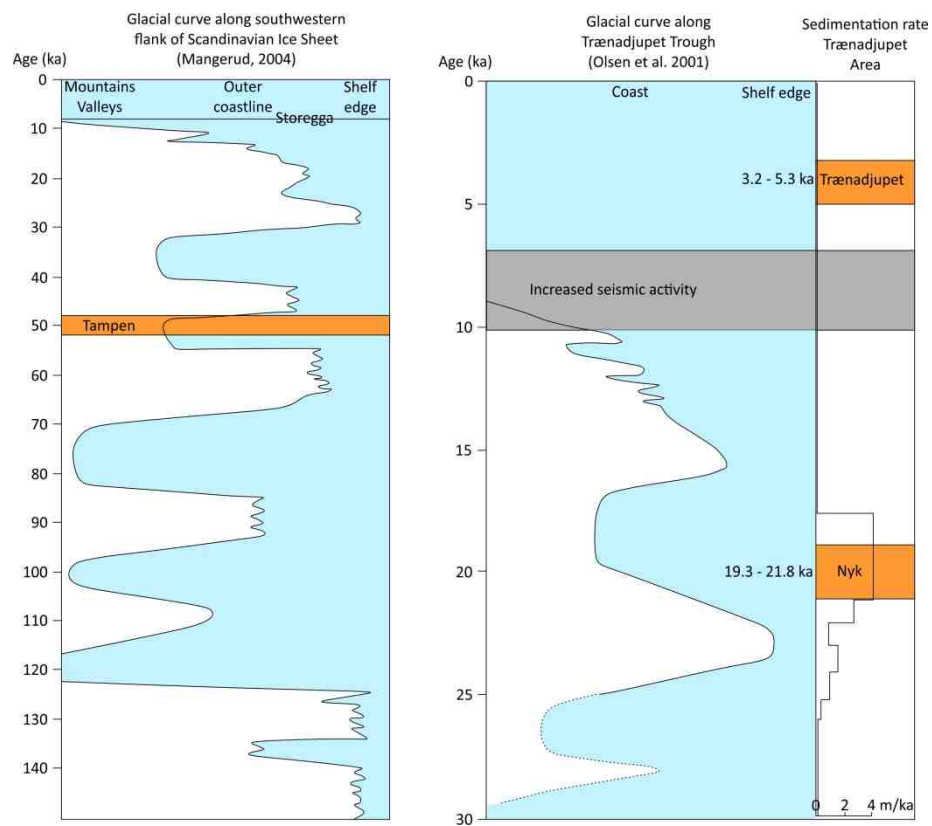 Glacial curve along southwestern
flank of Scandinavian Ice Sheet
(Mangerud, 2004)
Age (ka)
Mountains
Valleys
Outer
coastline
Shelf
edge
Storegga
0
10
20
30
40
50
60
70
80
90
100
110
120
130
140
Tampen
Glacial curve along
Trænadjupet Trough
(Olsen et al. 2001)
Age (ka)
Coast
Shelf edge
0
5
10
15
20
25
30
3.2 - 5.3 ka
Increased seismic activity
19.3 - 21.8 ka
Sedimentation rate
Trænadjupet
Area
Trænadjupet
Nyk
0 2 4 m/ka